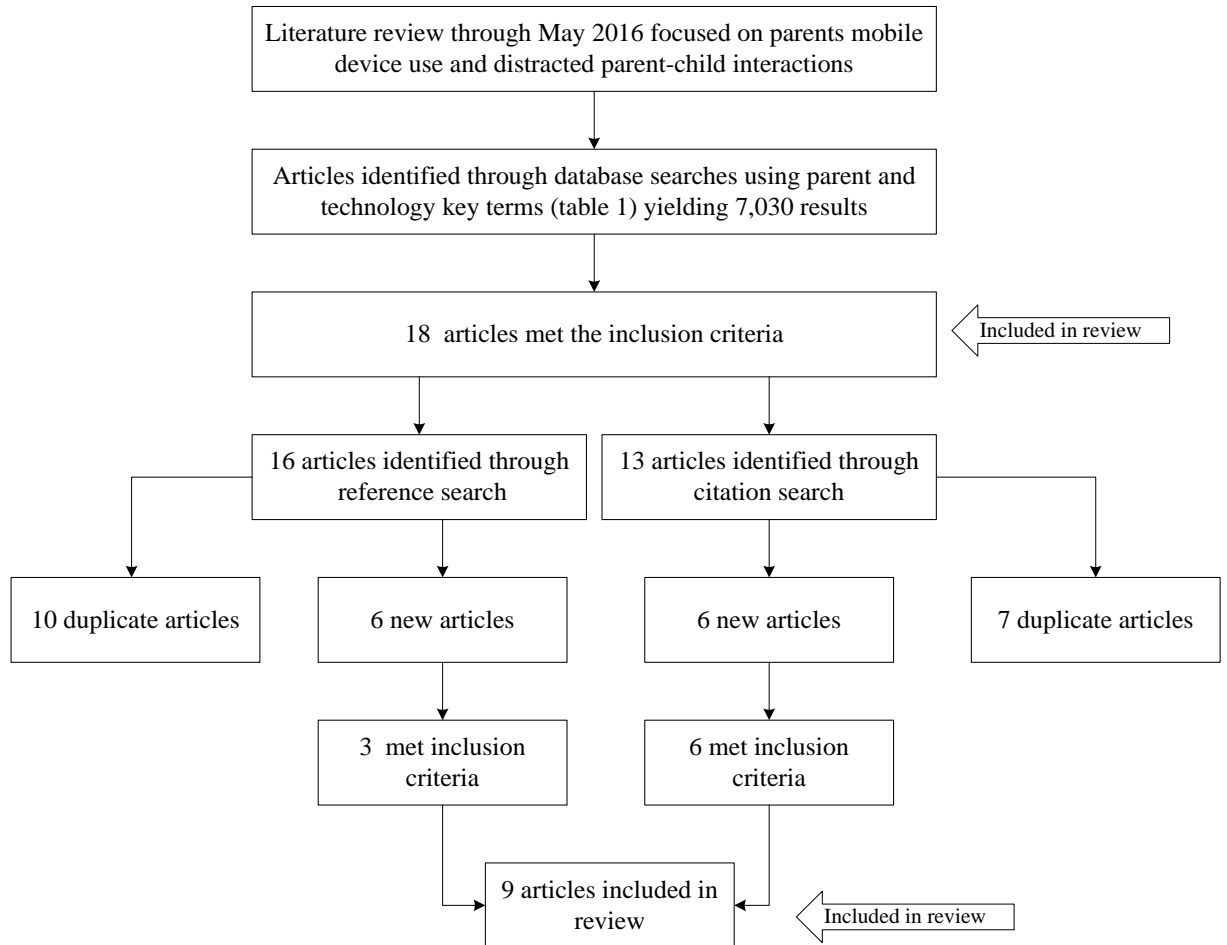 Literature review through May 2016 focused on parents mobile
device use and distracted parent-child interactions
Articles identified through database searches using parent and
technology key terms (table 1) yielding 7,030 results
18 articles met the inclusion criteria
Included in review
16 articles identified through
reference search
13 articles identified through
citation search
10 duplicate articles
6 new articles
6 new articles
7 duplicate articles
3 met inclusion
criteria
6 met inclusion
criteria
9 articles included in
review
Included in review